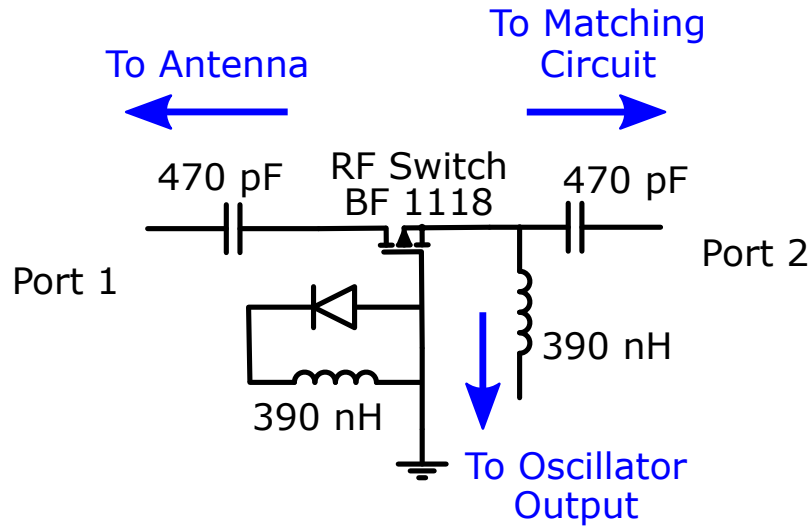 To Antenna
To Matching
Circuit
470 pF
RF Switch
BF 1118
470 pF
Port 1
Port 2
390 nH
390 nH
To Oscillator
Output